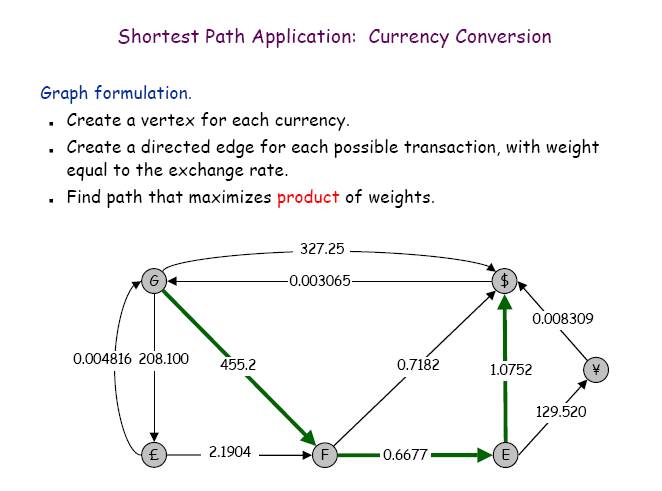 Shortest Path Application: Currency Conversion
Graph formulation.
▪ Create a vertex for each currency.
▪ Create a directed edge for each possible transaction, with weight
equal to the exchange rate.
▪ Find path that maximizes product of weights.
327.25
G
0.003065
$
0.008309
0.004816 208.100
455.2
0.7182
1.0752
¥
129.520
£
2.1904
F
0.6677
E